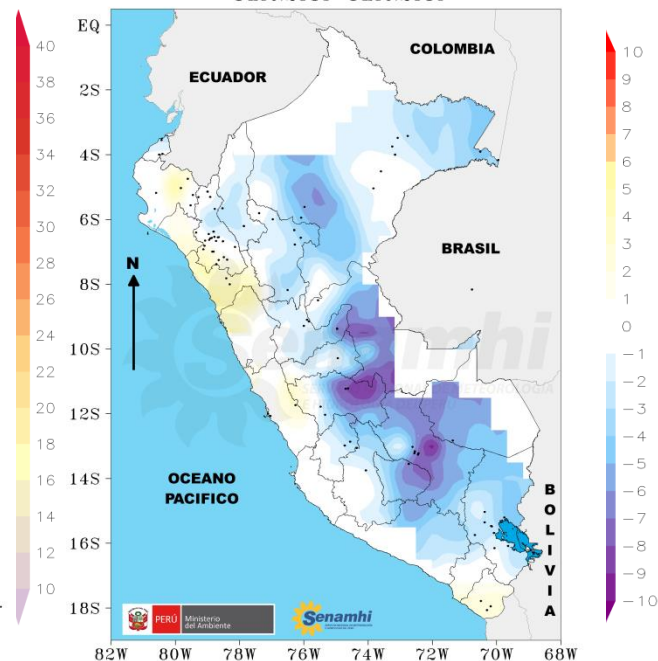 40
36
34
32
30
28
26
24
22
20
18
16
14
12
10
EQ
2S
4S
6S
8S
10S
12S
14S
16S
18S
82W
80W
78W
76W
74W
72W
70W
68W
COLOMBIA
ECUADOR
BRASIL
N
Senamhi
OCEANO
PACIFICO
BOLIVIA
PERÚ
Ministerio
del Ambiente
Senamhi
10
9
8
7
6
5
4
3
2
1
0
-1
-2
-3
-4
-5
-6
-7
-8
-9
-10